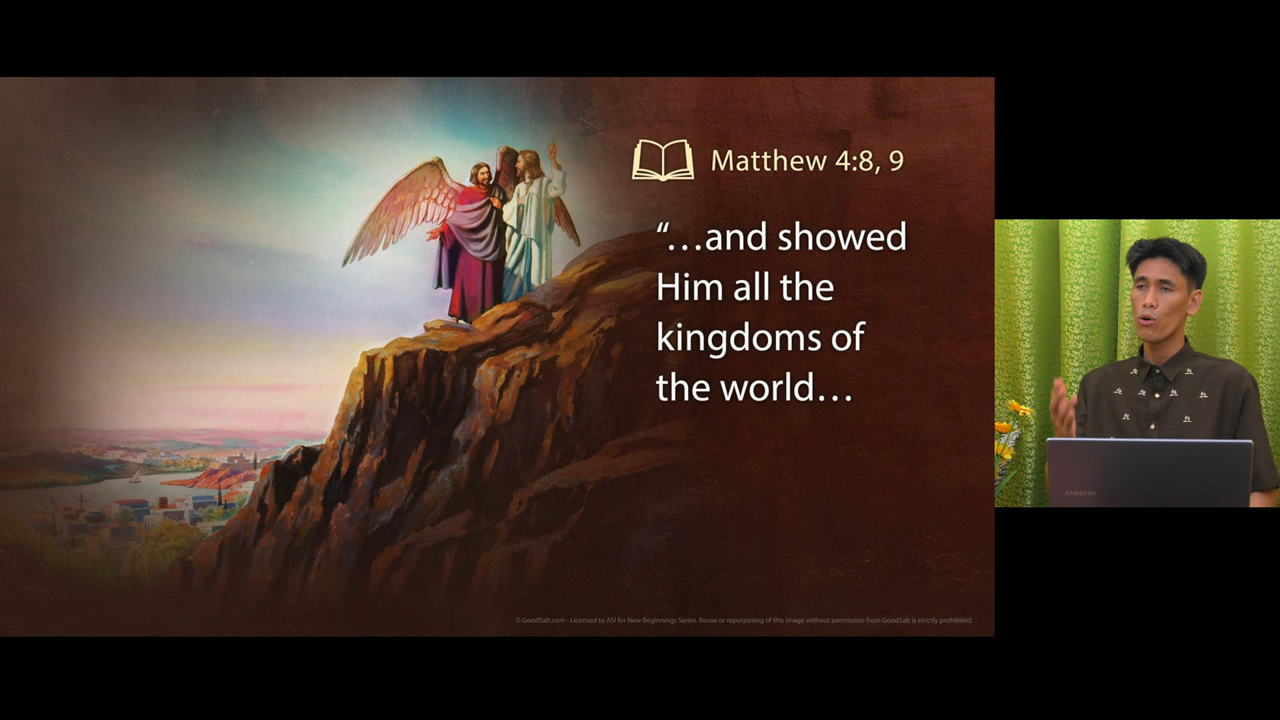 Matthew 4:8, 9
“…and showed
Him all the
kingdoms of
the world…
© GoodSalt.com - Licensed to ASI for New Beginnings Series. Reuse or repurposing of this image without permission from GoodSalt is strictly prohibited.
SAMSUNG